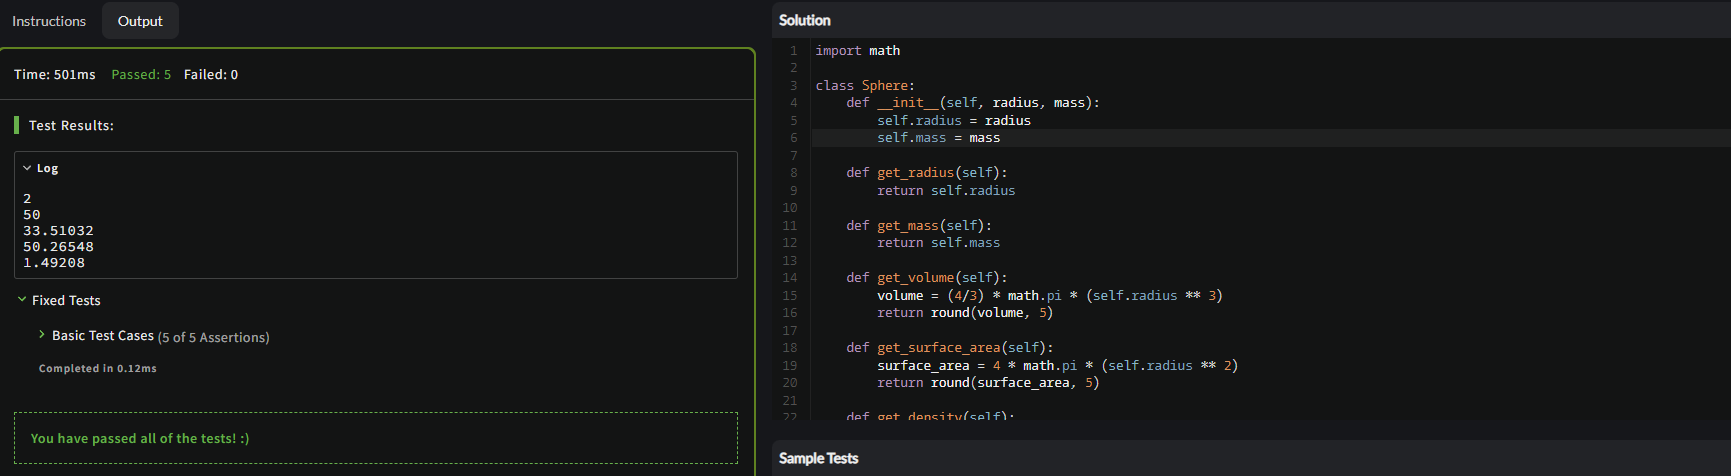 Instructions
Output
Time: 501ms Passed: 5 Failed: 0
Test Results:
Log
2
50
33.51032
50.26548
1.49208
Fixed Tests
Basic Test Cases (5 of 5 Assertions)
Completed in 0.12ms
You have passed all of the tests! :)
Solution
1 import math
2
3 class Sphere:
4     def __init__(self, radius, mass):
5         self.radius = radius
6         self.mass = mass
7
8     def get_radius(self):
9         return self.radius
10
11     def get_mass(self):
12         return self.mass
13
14     def get_volume(self):
15         volume = (4/3) * math.pi * (self.radius ** 3)
16         return round(volume, 5)
17
18     def get_surface_area(self):
19         surface_area = 4 * math.pi * (self.radius ** 2)
20         return round(surface_area, 5)
21
22     def get_density(self):
Sample Tests